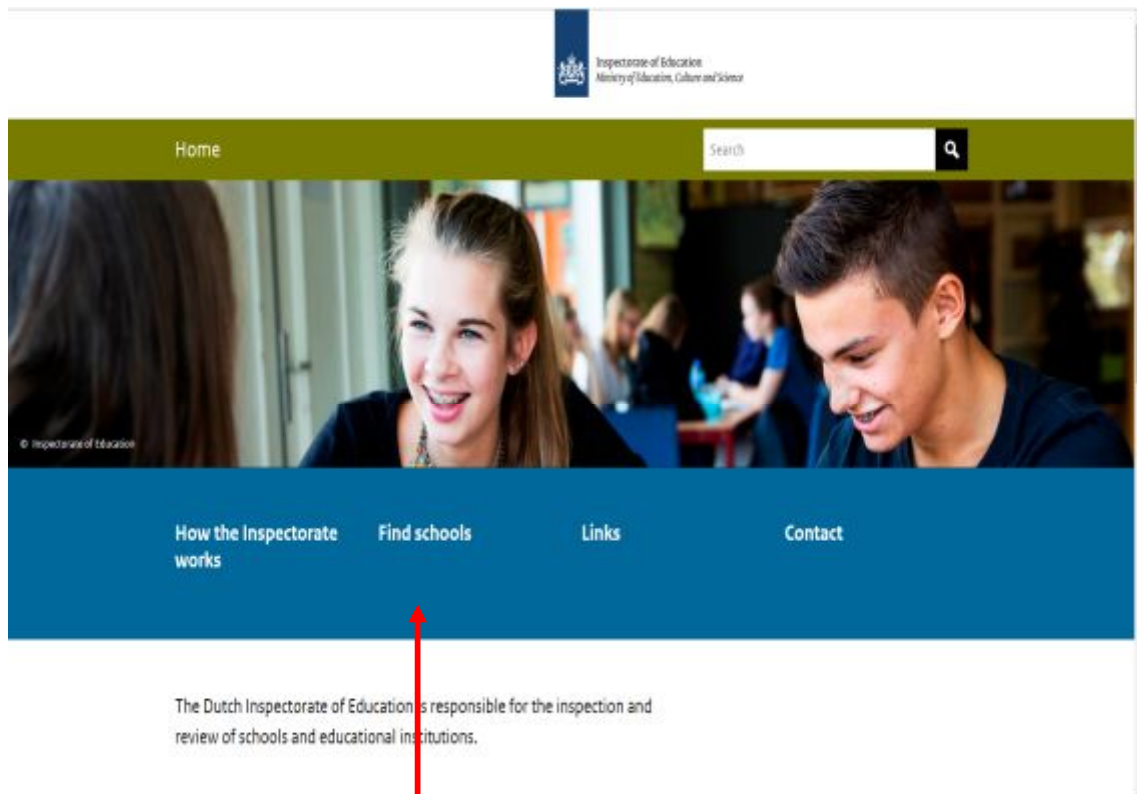 Inspectorate of Education
Ministry of Education, Culture and Science
Home
Search
© Inspectorate of Education
How the Inspectorate
works
Find schools
Links
Contact
The Dutch Inspectorate of Education is responsible for the inspection and
review of schools and educational institutions.